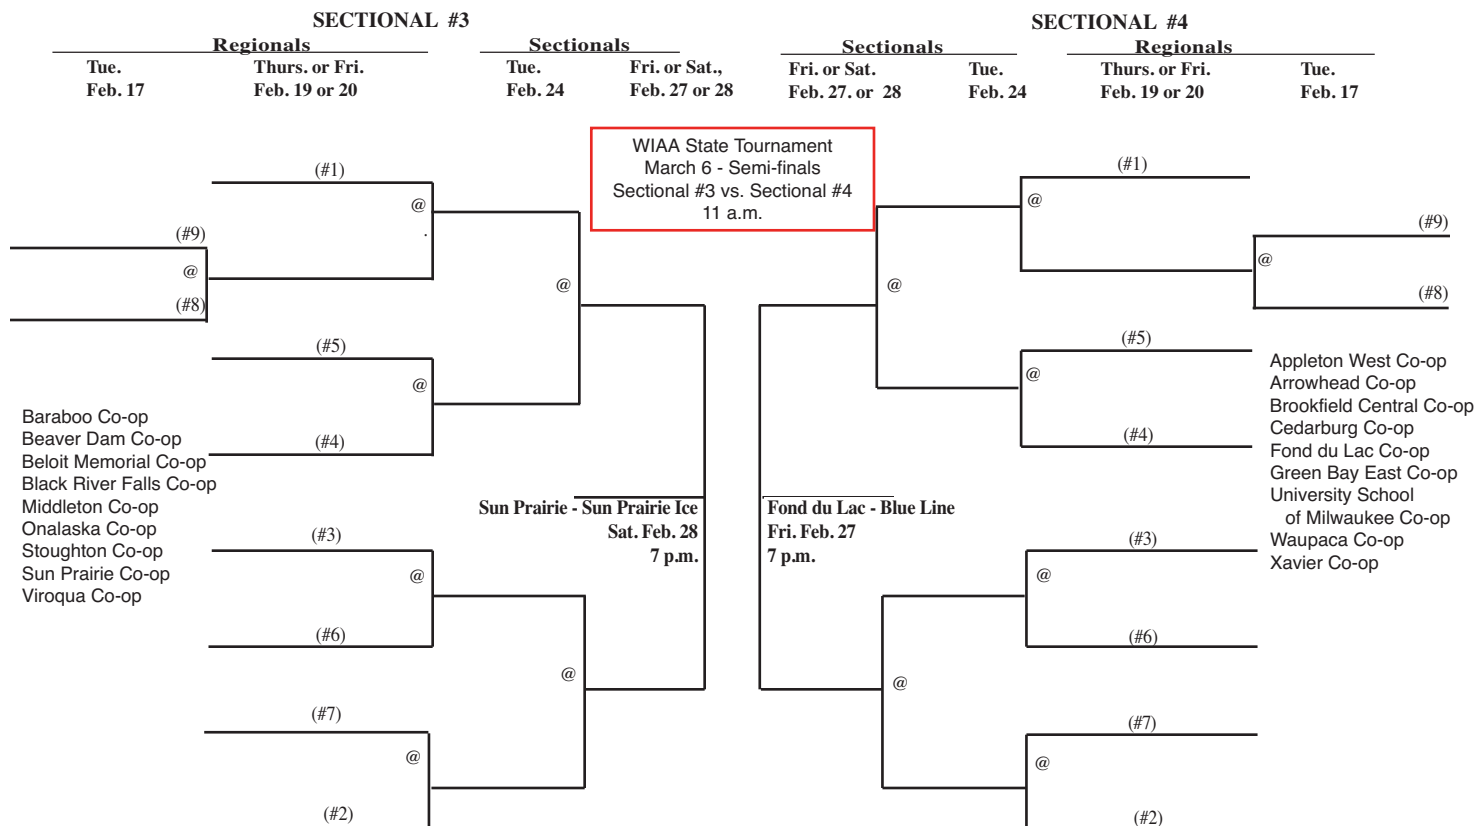 SECTIONAL #3
Regionals
Sectionals
Tue.
Feb. 17
Thurs. or Fri.
Feb. 19 or 20
Tue.
Feb. 24
Fri. or Sat.,
Feb. 27 or 28
SECTIONAL #4
Sectionals
Regionals
Fri. or Sat.
Feb. 27. or 28
Tue.
Feb. 24
Thurs. or Fri.
Feb. 19 or 20
Tue.
Feb. 17
WIAA State Tournament
March 6 - Semi-finals
Sectional #3 vs. Sectional #4
11 a.m.
(#1)
@
.
(#9)
@
(#8)
@
(#5)
@
(#4)
Baraboo Co-op
Beaver Dam Co-op
Beloit Memorial Co-op
Black River Falls Co-op
Middleton Co-op
Onalaska Co-op
Stoughton Co-op
Sun Prairie Co-op
Viroqua Co-op
Sun Prairie - Sun Prairie Ice
Sat. Feb. 28
7 p.m.
(#3)
@
(#6)
@
(#7)
@
(#2)
(#1)
@
(#9)
@
(#8)
@
(#5)
@
(#4)
Appleton West Co-op
Arrowhead Co-op
Brookfield Central Co-op
Cedarburg Co-op
Fond du Lac Co-op
Green Bay East Co-op
University School
of Milwaukee Co-op
Waupaca Co-op
Xavier Co-op
Fond du Lac - Blue Line
Fri. Feb. 27
7 p.m.
(#3)
@
(#6)
@
(#7)
@
(#2)